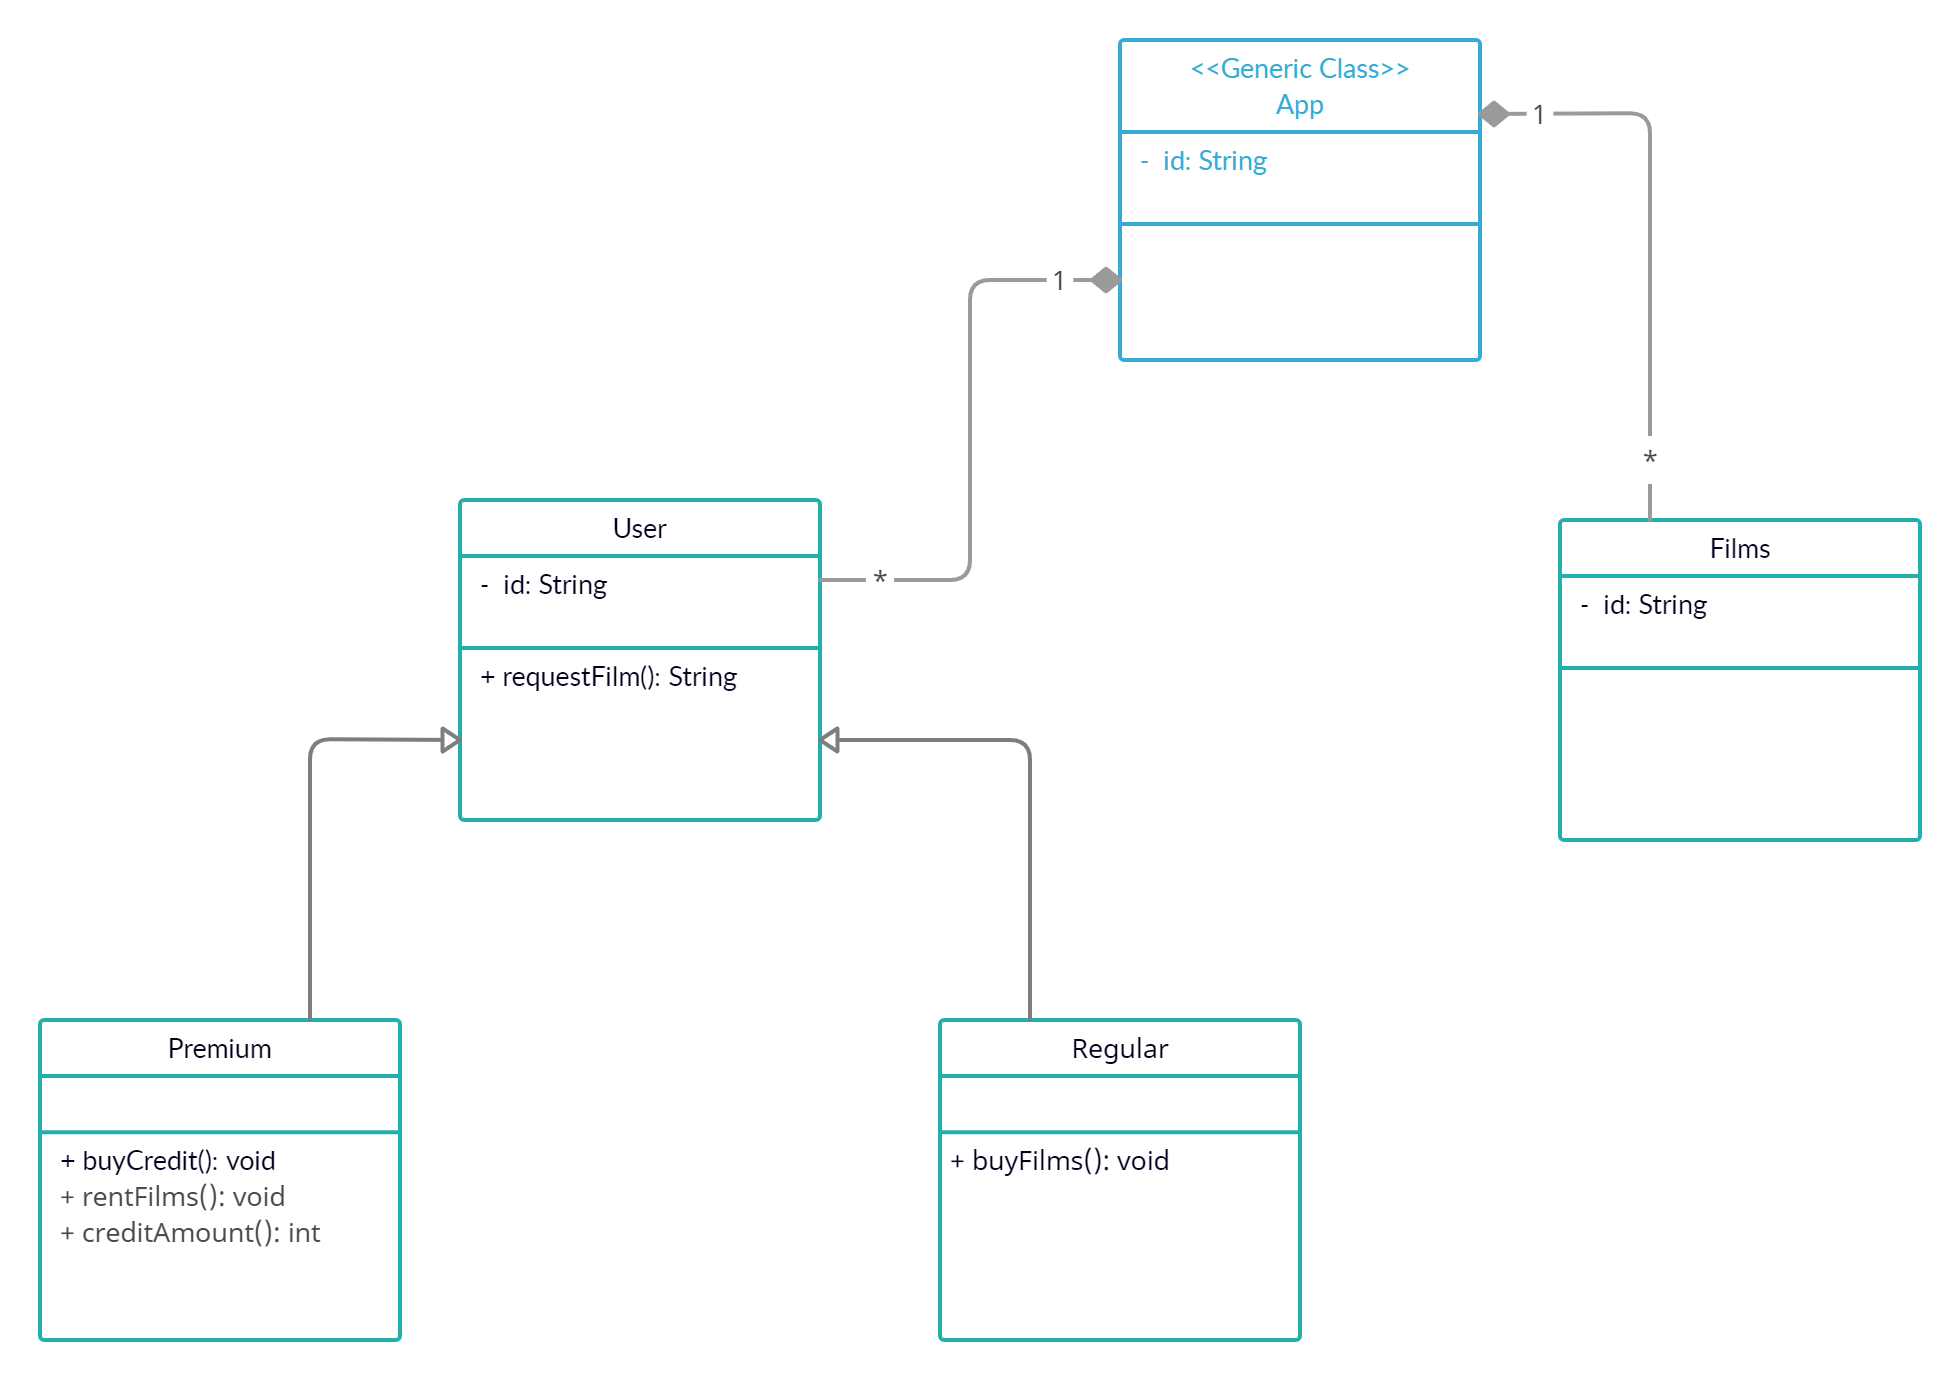 <<Generic Class>>
App
- id: String
1
1
*
*
User
- id: String
+ requestFilm(): String
Films
- id: String
Premium
+ buyCredit(): void
+ rentFilms(): void
+ creditAmount(): int
Regular
+ buyFilms(): void